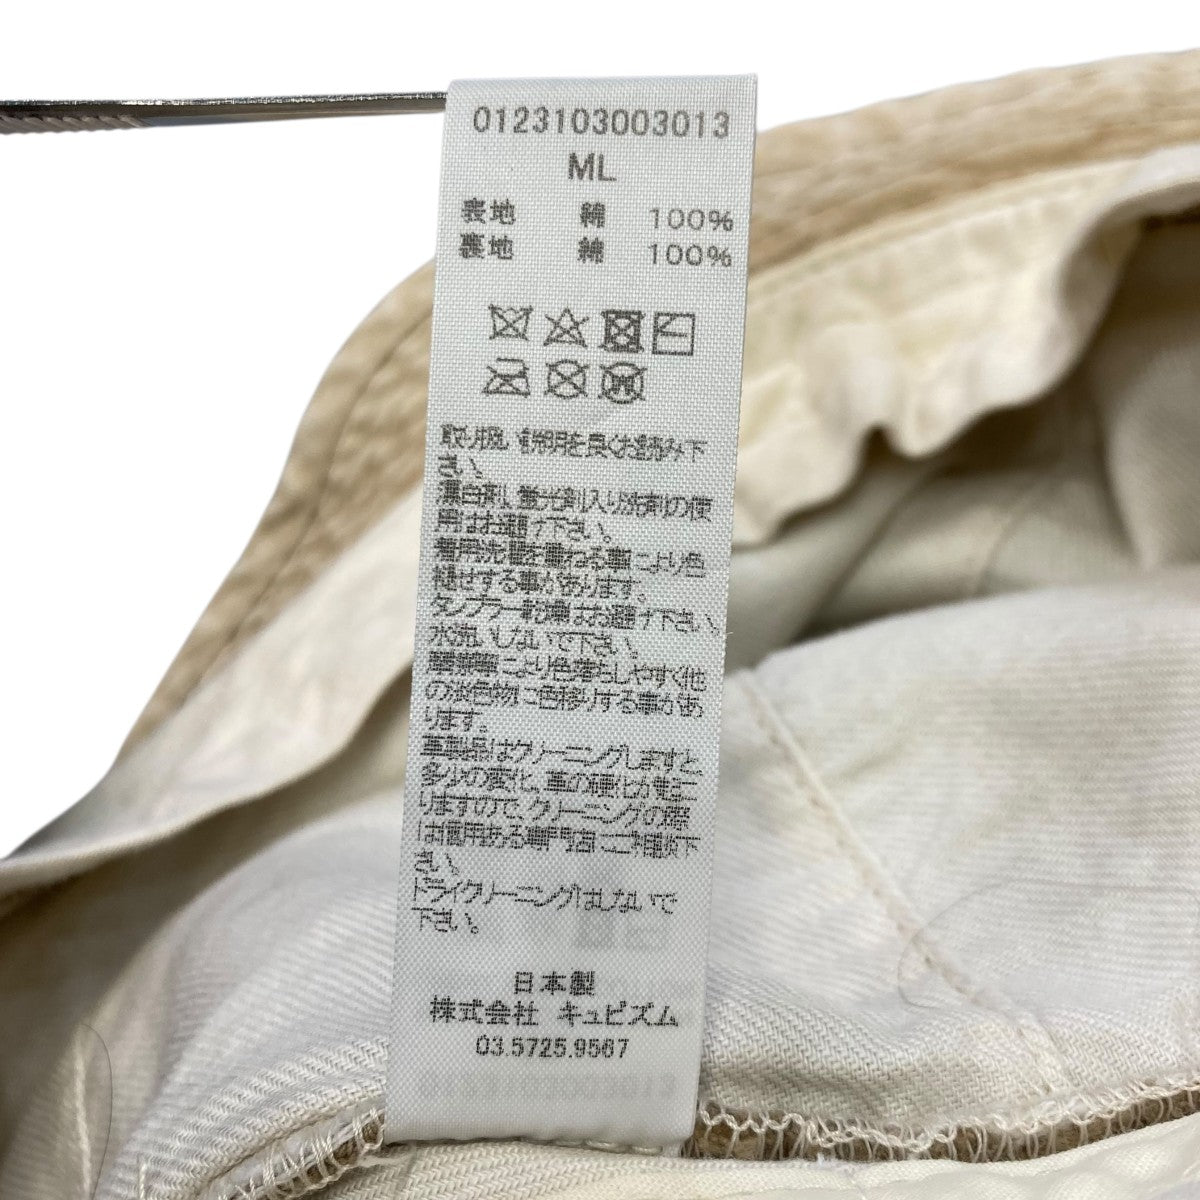 0123103003013
ML
表地 綿 100%
裏地 綿 100%
取り扱い説明を良くお読み下
さい。
漂白剤、蛍光剤入り洗剤の使
用はお避け下さい。
着用洗濯を重ねる事により色
褪せする事があります。
タンブラー乾燥はお避け下さい。
水洗いしないで下さい。
により色落ちしやすく他
の淡色物に色移りする事があ
ります。
革製品はクリーニングしますと、
多少の変化、革の硬化が起こ
りますので、クリーニングの際
は信用ある専門店にご相談下
さい。
ドライクリーニングはしないで
下さい。
日本製
株式会社 キュビズム
03.5725.9567